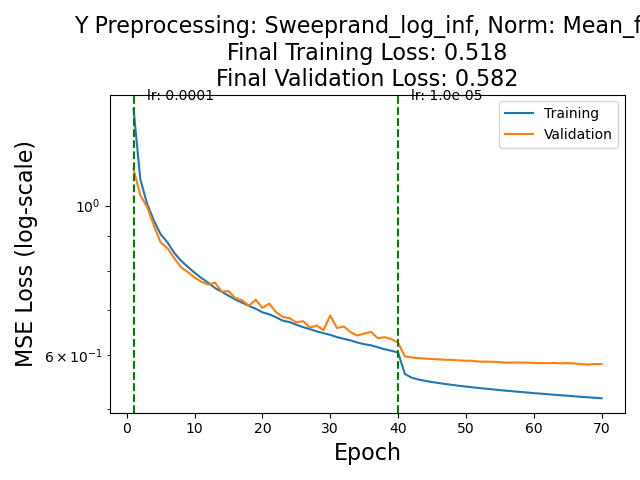 Y Preprocessing: Sweeprand_log_inf, Norm: Mean_f
Final Training Loss: 0.518
Final Validation Loss: 0.582
lr: 0.0001
lr: 1.0e-05
Training
Validation
MSE Loss (log-scale)
10⁰
6 × 10⁻¹
0 10 20 30 40 50 60 70
Epoch